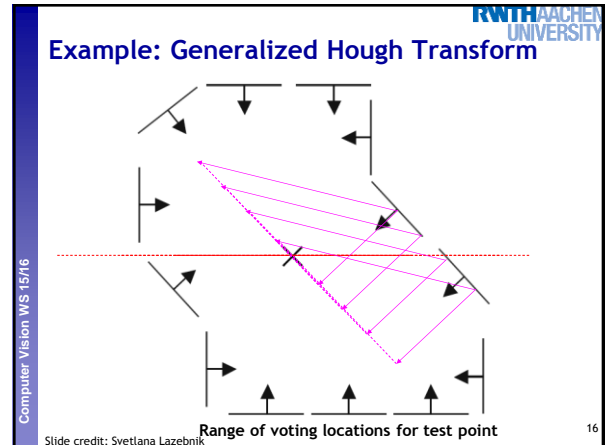 RWTHAACHEN
UNIVERSITY
Example: Generalized Hough Transform
Computer Vision WS 15/16
Range of voting locations for test point
Slide credit: Svetlana Lazebnik
16